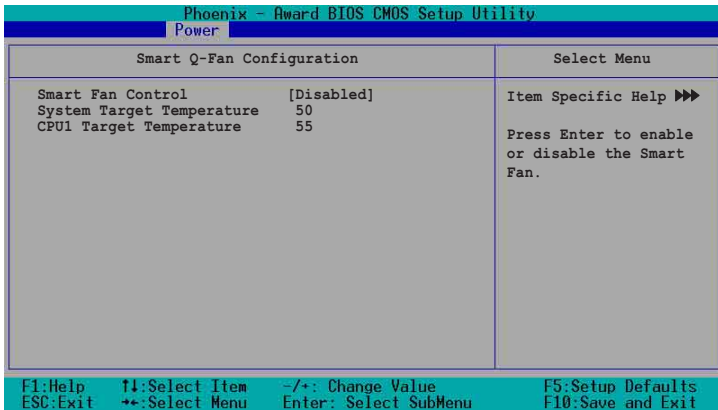 Phoenix - Award BIOS CMOS Setup Utility
Power
Smart Q-Fan Configuration
Select Menu
Smart Fan Control [Disabled]
System Target Temperature 50
CPU1 Target Temperature 55
Item Specific Help ▶▶▶
Press Enter to enable
or disable the Smart
Fan.
F1:Help ↑↓:Select Item -/+: Change Value F5:Setup Defaults
ESC:Exit →←:Select Menu Enter: Select SubMenu F10:Save and Exit